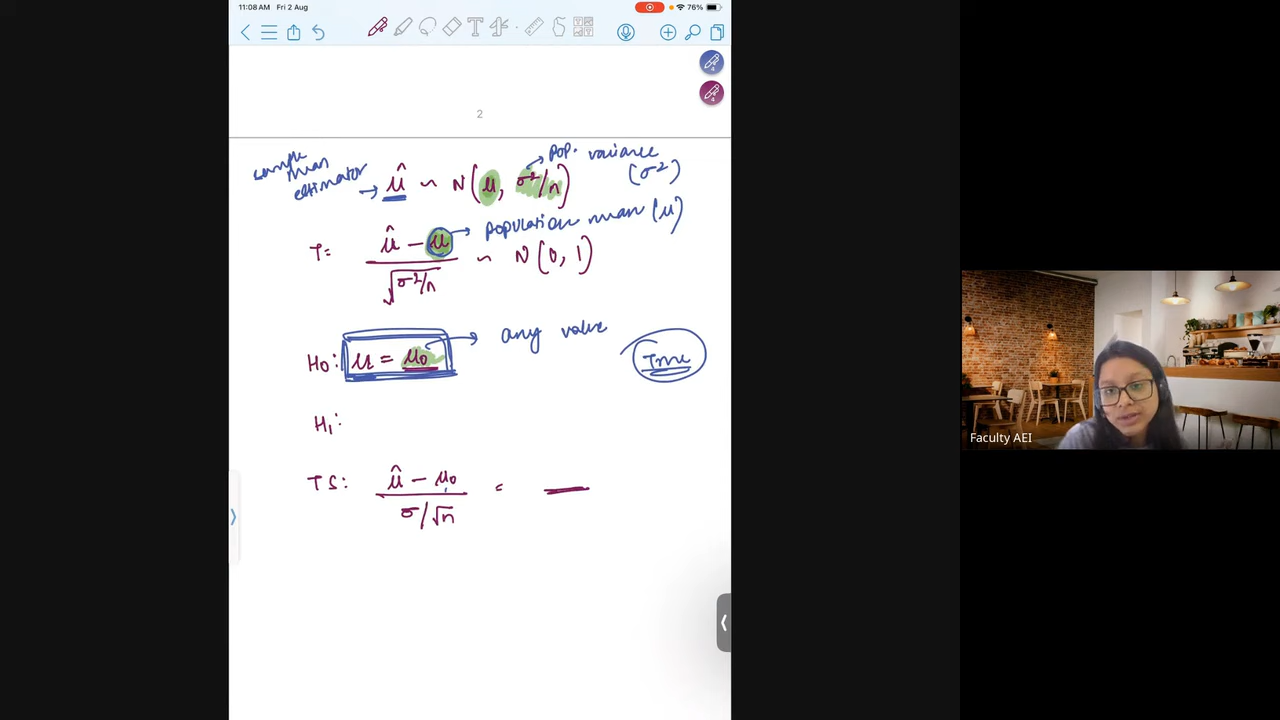 11:08 AM Fri 2 Aug
76%
2
sample mean estimator → μ̂ ~ N(μ, σ²/n)
→ pop. variance (σ²)
T = (μ̂ − μ)/√(σ²/n) ~ N(0, 1)
→ population mean (μ)
H0: μ = μ0 → any value
True
H1:
TS: (μ̂ − μ0)/(σ/√n) =
Faculty AEI